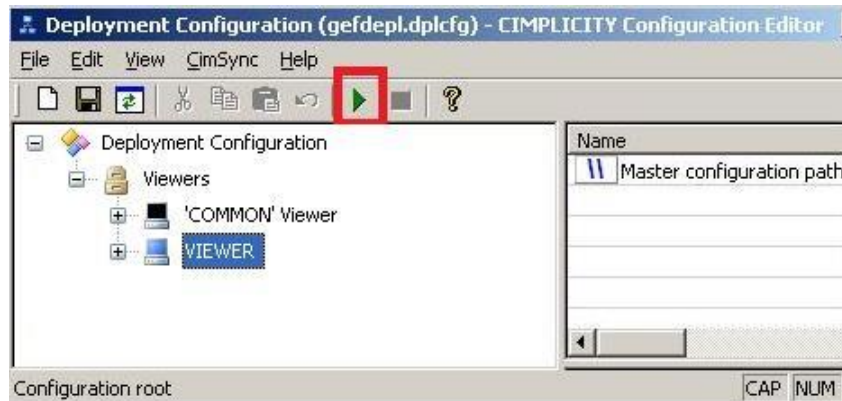 Deployment Configuration (gefdepl.dplcfg) - CIMPLICITY Configuration Editor
File Edit View CimSync Help
Deployment Configuration
Viewers
'COMMON' Viewer
VIEWER
Name
Master configuration path
Configuration root
CAP NUM